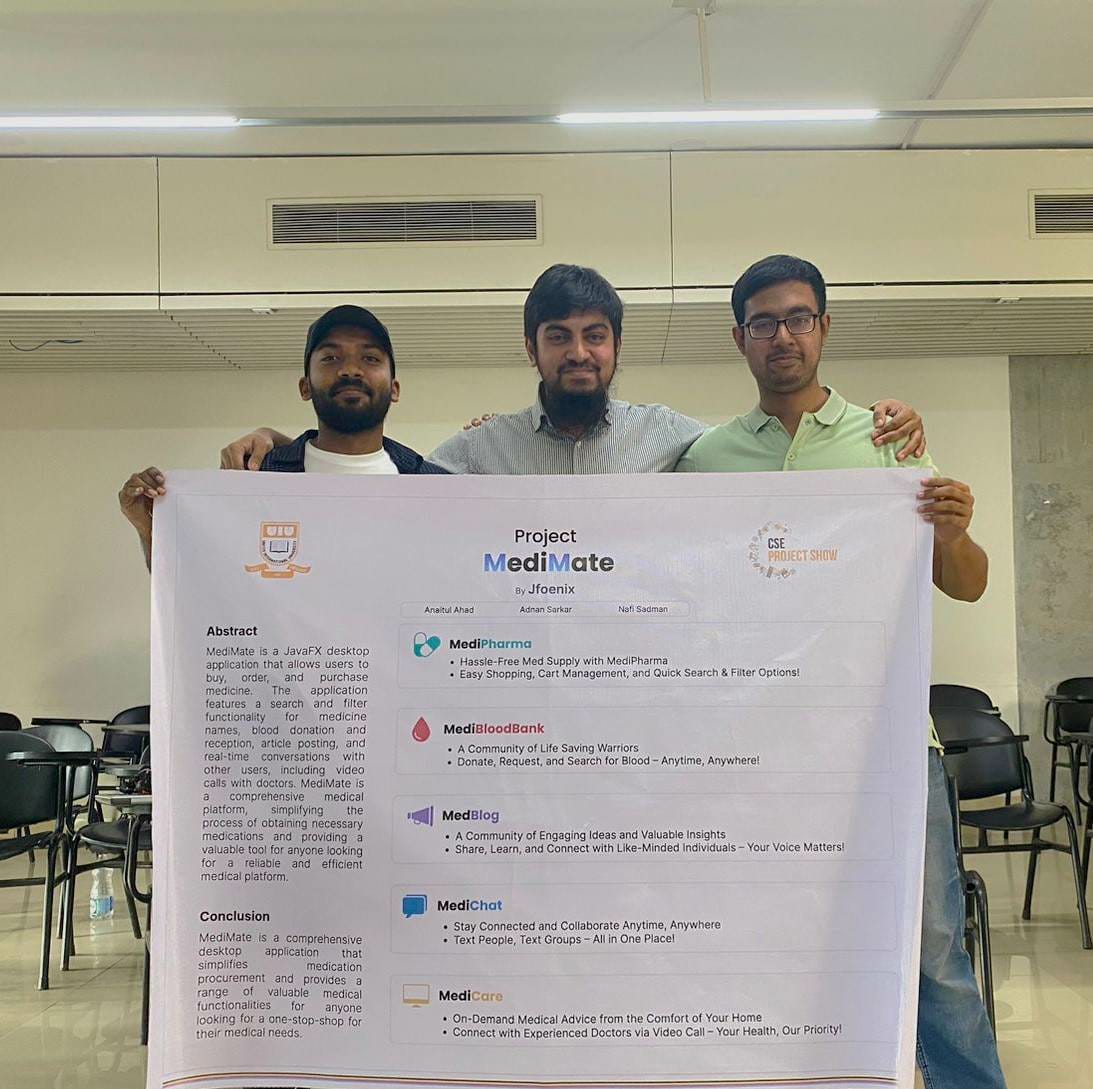 UIU
CSE
PROJECT SHOW
Project
MediMate
By Jfoenix
Anaitul Ahad
Adnan Sarkar
Nafi Sadman
Abstract
MediMate is a JavaFX desktop
application that allows users to
buy, order, and purchase
medicine. The application
features a search and filter
functionality for medicine
names, blood donation and
reception, article posting, and
real-time conversations with
other users, including video
calls with doctors. MediMate is
a comprehensive medical
platform, simplifying the
process of obtaining necessary
medications and providing a
valuable tool for anyone looking
for a reliable and efficient
medical platform.
Conclusion
MediMate is a comprehensive
desktop application that
simplifies medication
procurement and provides a
range of valuable medical
functionalities for anyone
looking for a one-stop-shop for
their medical needs.
MediPharma
• Hassle-Free Med Supply with MediPharma
• Easy Shopping, Cart Management, and Quick Search & Filter Options!
MediBloodBank
• A Community of Life Saving Warriors
• Donate, Request, and Search for Blood – Anytime, Anywhere!
MedBlog
• A Community of Engaging Ideas and Valuable Insights
• Share, Learn, and Connect with Like-Minded Individuals – Your Voice Matters!
MediChat
• Stay Connected and Collaborate Anytime, Anywhere
• Text People, Text Groups – All in One Place!
MediCare
• On-Demand Medical Advice from the Comfort of Your Home
• Connect with Experienced Doctors via Video Call – Your Health, Our Priority!